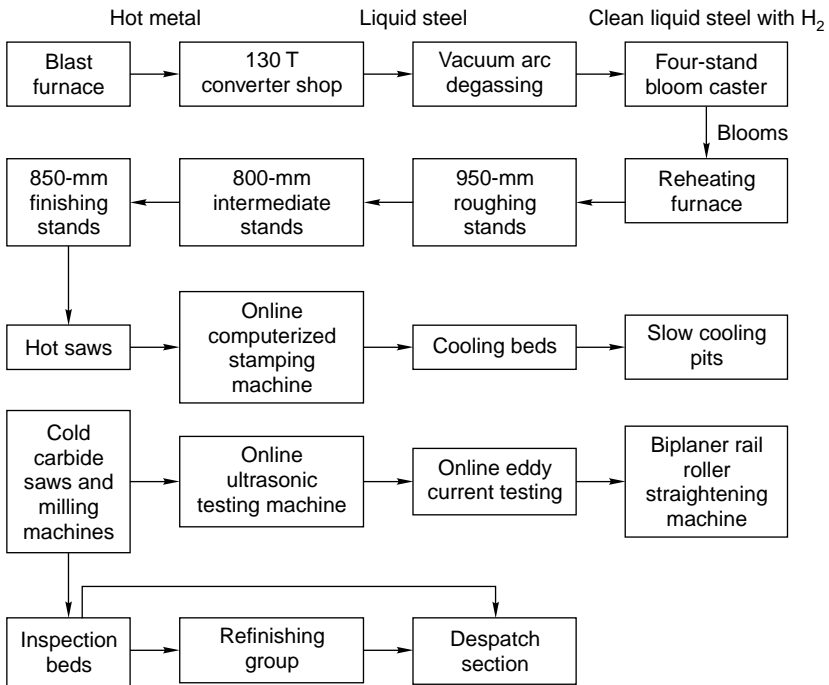 Hot metal
Liquid steel
Clean liquid steel with H2
Blast
furnace
130 T
converter shop
Vacuum arc
degassing
Four-stand
bloom caster
Blooms
850-mm
finishing
stands
800-mm
intermediate
stands
950-mm
roughing
stands
Reheating
furnace
Hot saws
Online
computerized
stamping
machine
Cooling beds
Slow cooling
pits
Cold
carbide
saws and
milling
machines
Online
ultrasonic
testing machine
Online eddy
current testing
Biplaner rail
roller
straightening
machine
Inspection
beds
Refinishing
group
Despatch
section